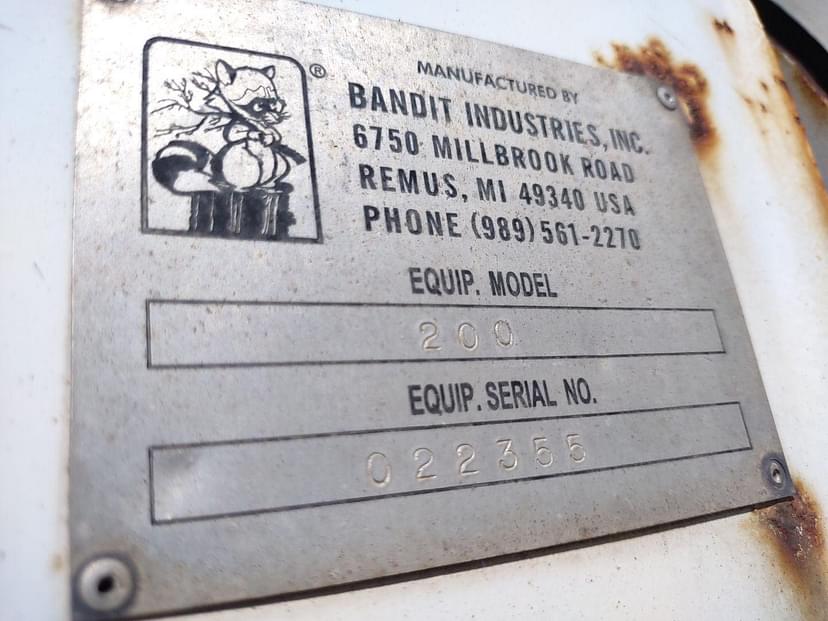 ®
MANUFACTURED BY
BANDIT INDUSTRIES, INC.
6750 MILLBROOK ROAD
REMUS, MI 49340 USA
PHONE (989) 561-2270
EQUIP. MODEL
200
EQUIP. SERIAL NO.
022355